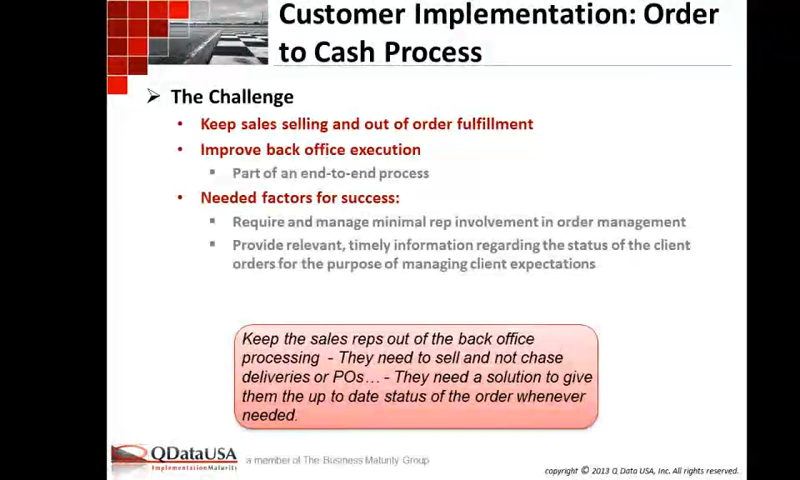 Customer Implementation: Order
to Cash Process
The Challenge
Keep sales selling and out of order fulfillment
Improve back office execution
Part of an end-to-end process
Needed factors for success:
Require and manage minimal rep involvement in order management
Provide relevant, timely information regarding the status of the client
orders for the purpose of managing client expectations
Keep the sales reps out of the back office
processing - They need to sell and not chase
deliveries or POs… - They need a solution to give
them the up to date status of the order whenever
needed.
QDataUSA
ImplementationMaturity
a member of The Business Maturity Group
copyright © 2013 Q Data USA, Inc. All rights reserved.